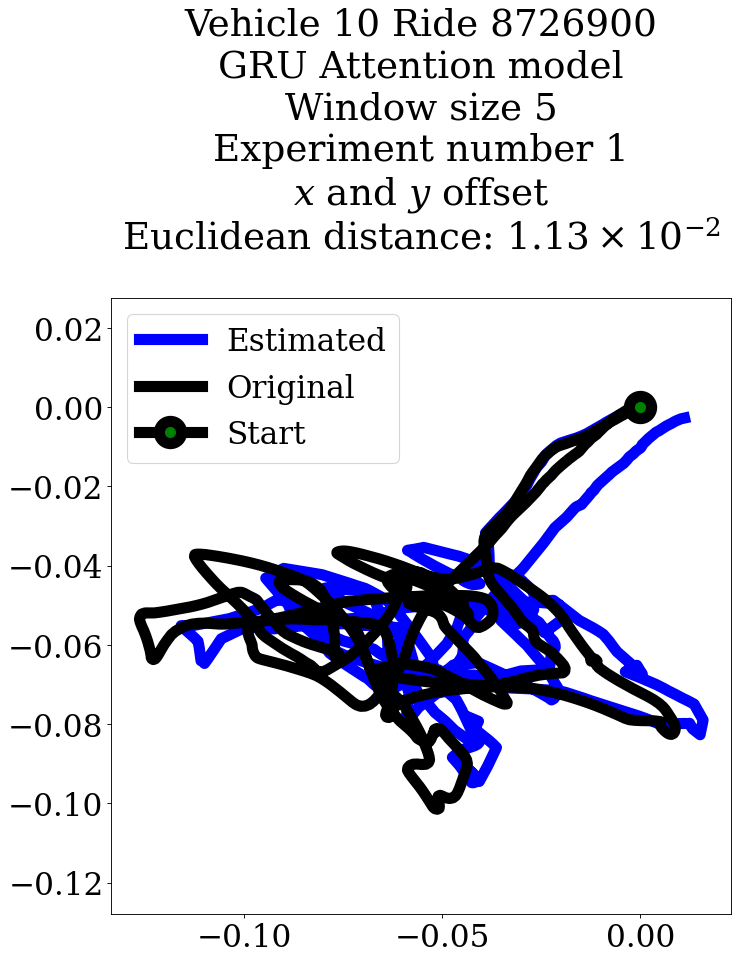 Vehicle 10 Ride 8726900
GRU Attention model
Window size 5
Experiment number 1
x and y offset
Euclidean distance: 1.13 × 10⁻²
Estimated
Original
Start
0.02
0.00
−0.02
−0.04
−0.06
−0.08
−0.10
−0.12
−0.10 −0.05 0.00